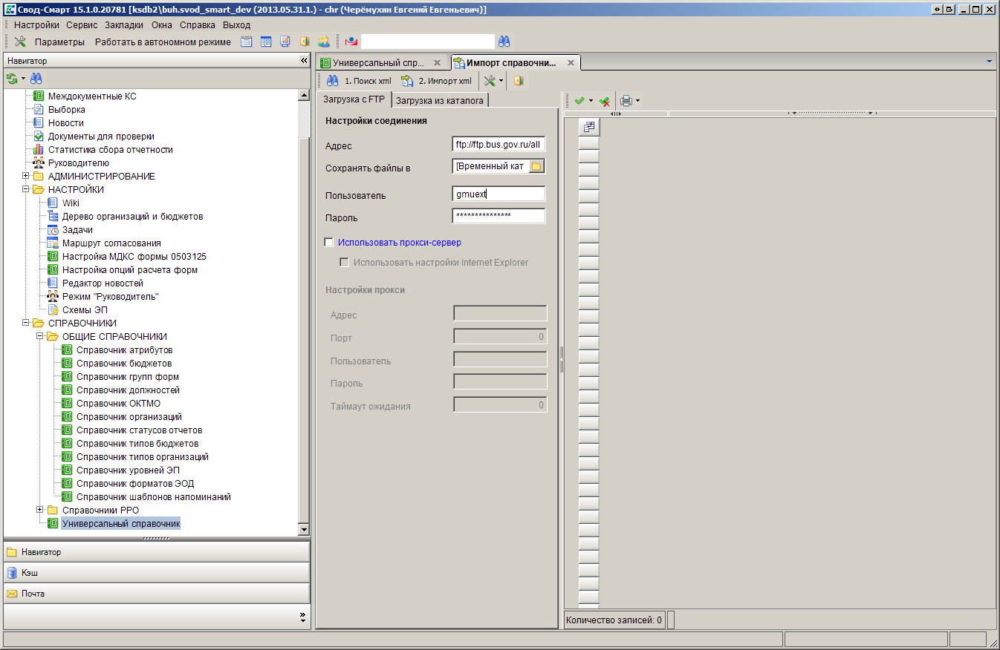 Свод-Смарт 15.1.0.20781 [ksdb2\buh.svod_smart_dev (2013.05.31.1.) - chr (Черёмухин Евгений Евгеньевич)]
Настройки Сервис Закладки Окна Справка Выход
Параметры Работать в автономном режиме
Навигатор
Междокументные КС
Выборка
Новости
Документы для проверки
Статистика сбора отчетности
Руководителю
АДМИНИСТРИРОВАНИЕ
НАСТРОЙКИ
Wiki
Дерево организаций и бюджетов
Задачи
Маршрут согласования
Настройка МДКС формы 0503125
Настройка опций расчета форм
Редактор новостей
Режим "Руководитель"
Схемы ЭП
СПРАВОЧНИКИ
ОБЩИЕ СПРАВОЧНИКИ
Справочник атрибутов
Справочник бюджетов
Справочник групп форм
Справочник должностей
Справочник ОКТМО
Справочник организаций
Справочник статусов отчетов
Справочник типов бюджетов
Справочник типов организаций
Справочник уровней ЭП
Справочник форматов ЭОД
Справочник шаблонов напоминаний
Справочники РРО
Универсальный справочник
Навигатор
Кэш
Почта
Универсальный спр... Импорт справочни...
1. Поиск xml 2. Импорт xml
Загрузка с FTP Загрузка из каталога
Настройки соединения
Адрес ftp://ftp.bus.gov.ru/all
Сохранять файлы в [Временный кат
Пользователь gmuext
Пароль ***************
Использовать прокси-сервер
Использовать настройки Internet Explorer
Настройки прокси
Адрес
Порт 0
Пользователь
Пароль
Таймаут ожидания 0
Количество записей: 0